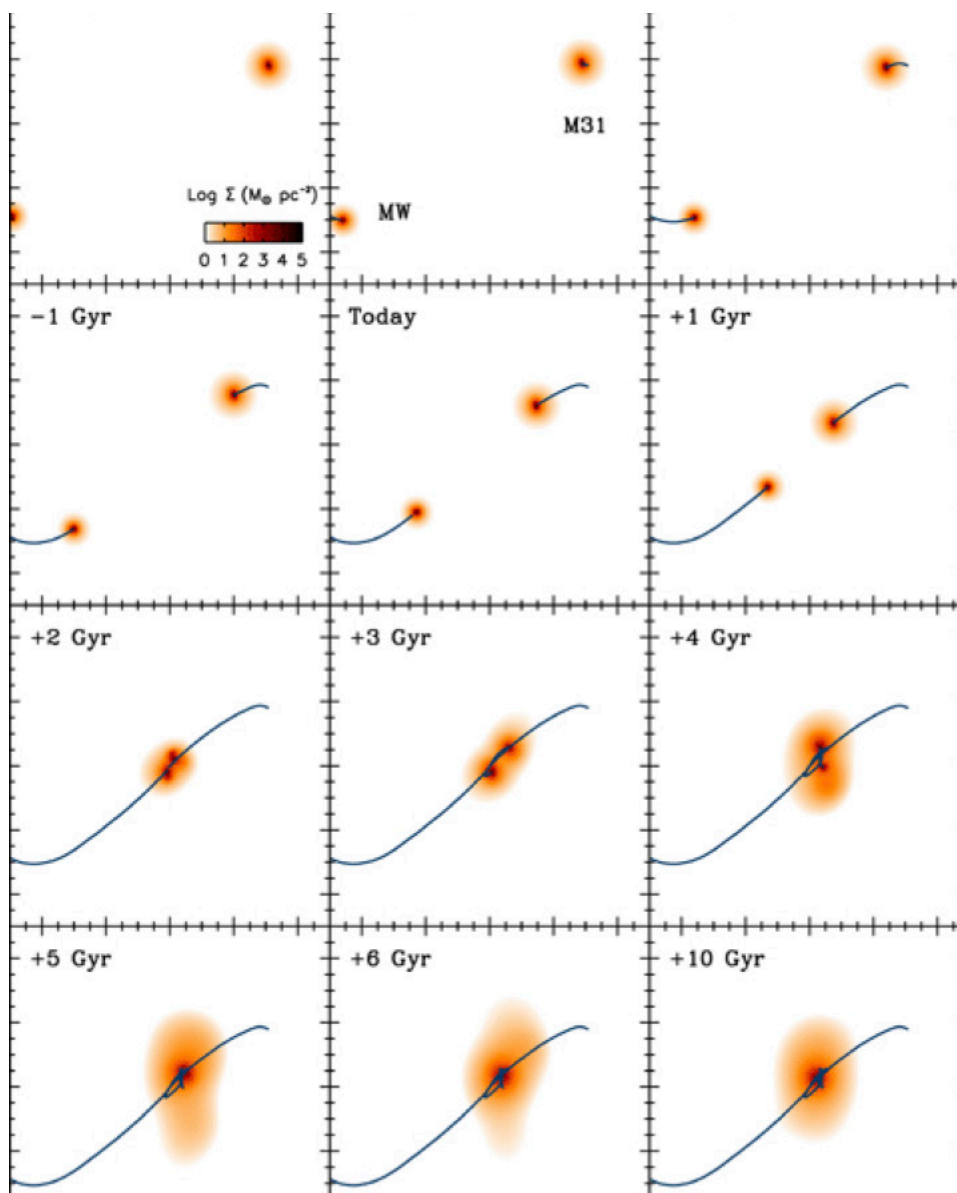 M31
Log Σ (M⊙ pc⁻²)
MW
0 1 2 3 4 5
-1 Gyr
Today
+1 Gyr
+2 Gyr
+3 Gyr
+4 Gyr
+5 Gyr
+6 Gyr
+10 Gyr